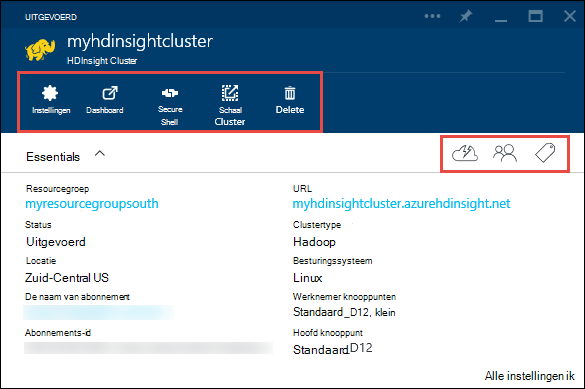 UITGEVOERD
myhdinsightcluster
HDInsight Cluster
Instellingen
Dashboard
Secure
Shell
Schaal
Cluster
Delete
Essentials
Resourcegroep
myresourcegroupsouth
Status
Uitgevoerd
Locatie
Zuid-Central US
De naam van abonnement
Abonnements-id
URL
myhdinsightcluster.azurehdinsight.net
Clustertype
Hadoop
Besturingssysteem
Linux
Werknemer knooppunten
Standaard_D12, klein
Hoofd knooppunt
Standaard_D12
Alle instellingen ik